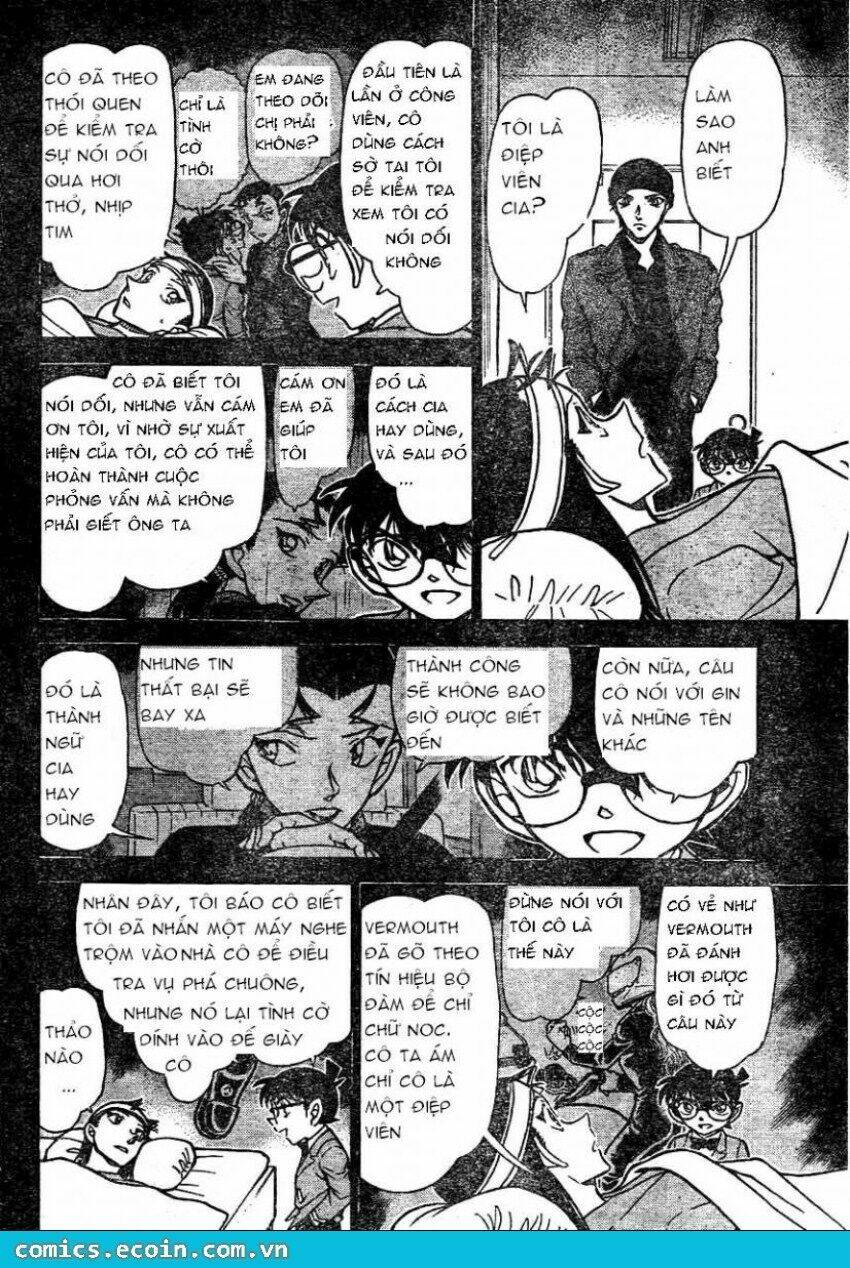 LÀM
SAO
ANH
BIẾT
TÔI LÀ
ĐIỆP
VIÊN
CIA?
ĐẦU TIÊN LÀ
LẦN Ở CÔNG
VIÊN, CÔ
DÙNG CÁCH
SỜ TAI TÔI
ĐỂ KIỂM TRA
XEM TÔI CÓ
NÓI DỐI
KHÔNG
EM ĐANG
THEO DÕI
CHỊ PHẢI
KHÔNG?
CHỈ LÀ
TÌNH
CỜ
THÔI
CÔ ĐÃ THEO
THÓI QUEN
ĐỂ KIỂM TRA
SỰ NÓI DỐI
QUA HƠI
THỞ, NHỊP
TIM
ĐÓ LÀ
CÁCH CIA
HAY DÙNG,
VÀ SAU ĐÓ
...
CÁM ƠN
EM ĐÃ
GIÚP
TÔI
CÔ ĐÃ BIẾT TÔI
NÓI DỐI, NHƯNG VẪN CÁM
ƠN TÔI, VÌ NHỜ SỰ XUẤT
HIỆN CỦA TÔI, CÔ CÓ THỂ
HOÀN THÀNH CUỘC
PHỎNG VẤN MÀ KHÔNG
PHẢI GIẾT ÔNG TA
CÒN NỮA, CÂU
CÔ NÓI VỚI GIN
VÀ NHỮNG TÊN
KHÁC
THÀNH CÔNG
SẼ KHÔNG BAO
GIỜ ĐƯỢC BIẾT
ĐẾN
NHƯNG TIN
THẤT BẠI SẼ
BAY XA
ĐÓ LÀ
THÀNH
NGỮ
CIA
HAY
DÙNG
CÓ VẺ NHƯ
VERMOUTH
ĐÃ ĐÁNH
HƠI ĐƯỢC
GÌ ĐÓ TỪ
CÂU NÀY
ĐỪNG NÓI VỚI
TÔI CÔ LÀ
THẾ NÀY
CỘC
CỘC
CỘC
VERMOUTH
ĐÃ GÕ THEO
TÍN HIỆU BỘ
ĐÀM ĐỂ CHỈ
CHỮ NOC.
CÔ TA ÁM
CHỈ CÔ LÀ
MỘT ĐIỆP
VIÊN
NHÂN ĐÂY, TÔI BÁO CÔ BIẾT
TÔI ĐÃ NHẤN MỘT MÁY NGHE
TRỘM VÀO NHÀ CÔ ĐỂ ĐIỀU
TRA VỤ PHÁ CHUÔNG,
NHƯNG NÓ LẠI TÌNH CỜ
DÍNH VÀO ĐẾ GIÀY
CÔ
THẢO
NÀO
...
comics.ecoin.com.vn